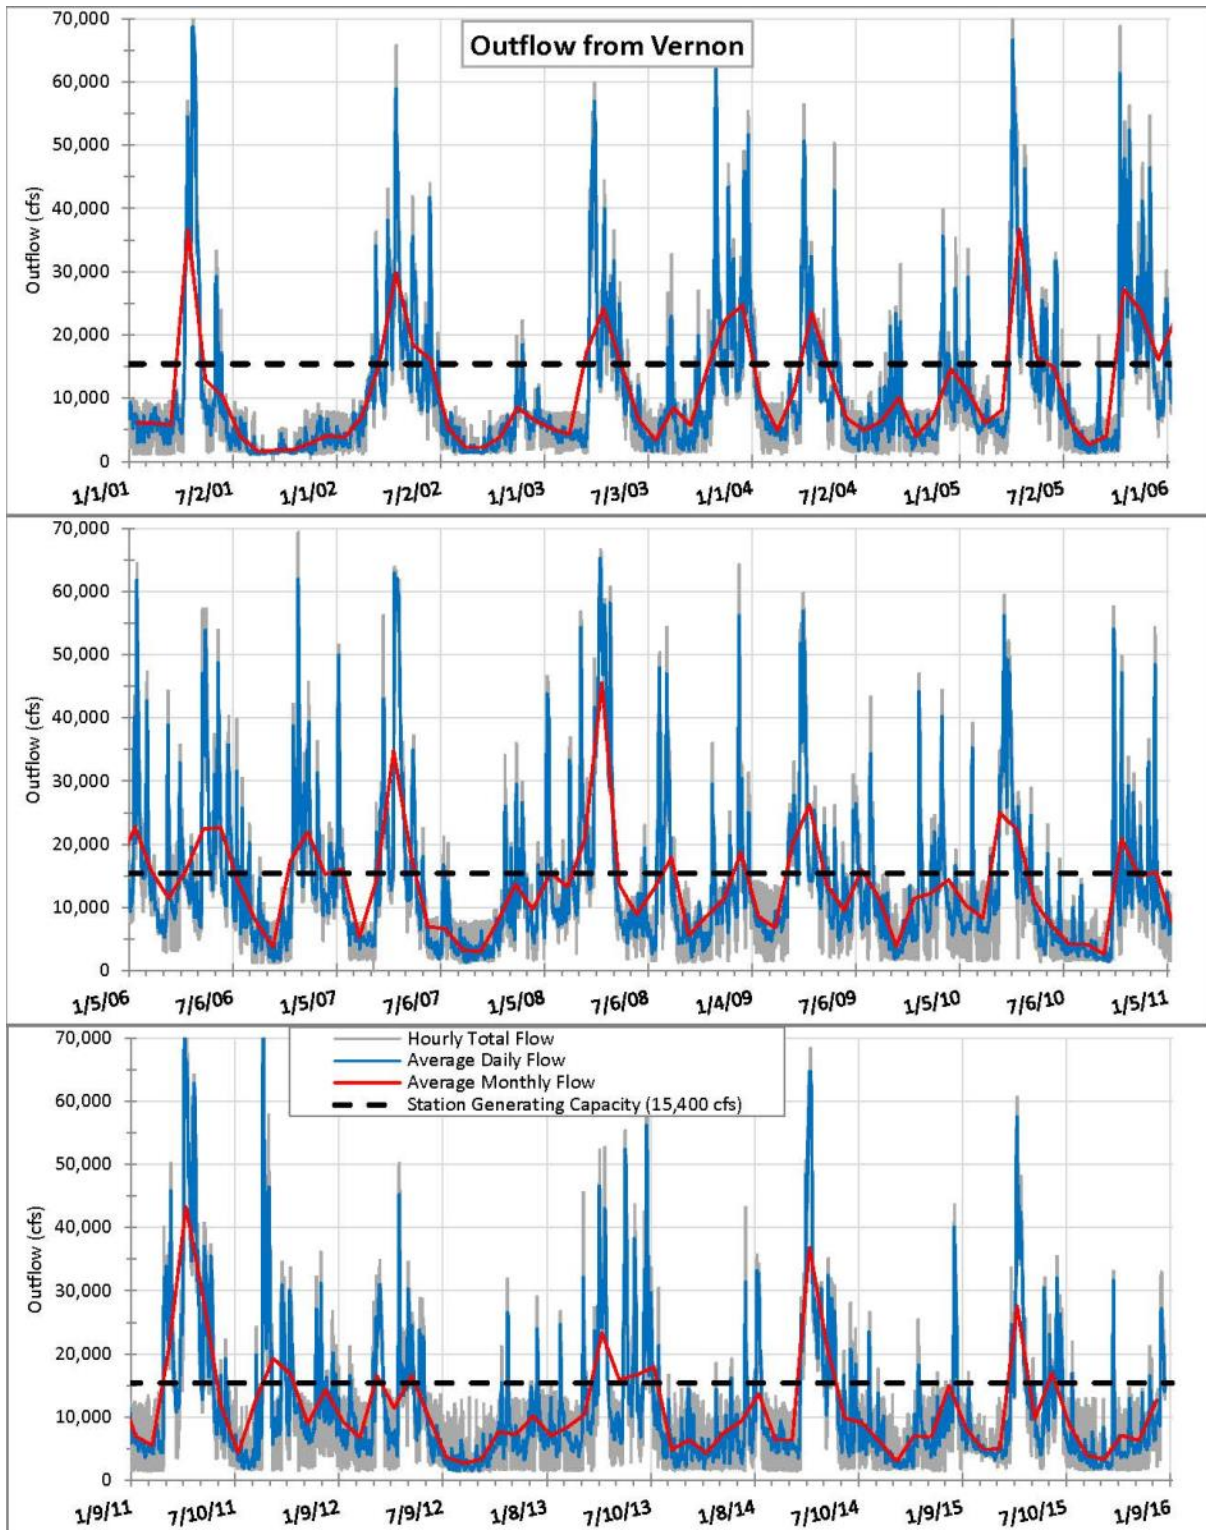 Outflow from Vernon
Outflow (cfs)
70,000
60,000
50,000
40,000
30,000
20,000
10,000
0
1/1/01 7/2/01 1/1/02 7/2/02 1/1/03 7/3/03 1/1/04 7/2/04 1/1/05 7/2/05 1/1/06
Outflow (cfs)
70,000
60,000
50,000
40,000
30,000
20,000
10,000
0
1/5/06 7/6/06 1/5/07 7/6/07 1/5/08 7/6/08 1/4/09 7/6/09 1/5/10 7/6/10 1/5/11
Hourly Total Flow
Average Daily Flow
Average Monthly Flow
Station Generating Capacity (15,400 cfs)
Outflow (cfs)
70,000
60,000
50,000
40,000
30,000
20,000
10,000
0
1/9/11 7/10/11 1/9/12 7/9/12 1/8/13 7/10/13 1/8/14 7/10/14 1/9/15 7/10/15 1/9/16